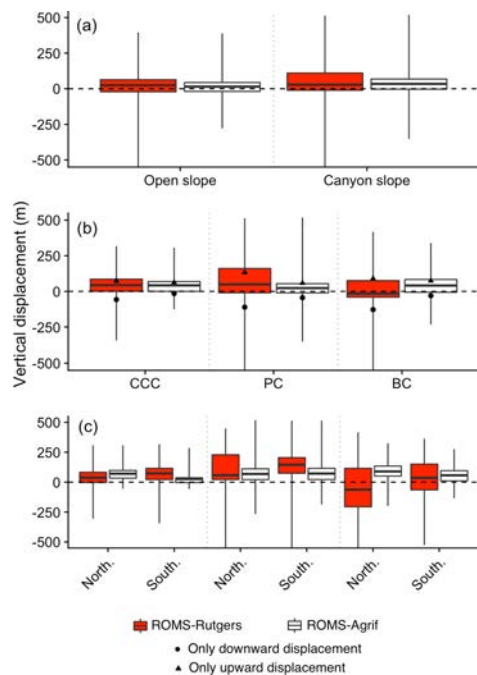 (a)
500
250
0
-250
-500
Open slope
Canyon slope
Vertical displacement (m)
(b)
500
250
0
-250
-500
CCC
PC
BC
(c)
500
250
0
-250
-500
North.
South.
North.
South.
North.
South.
ROMS-Rutgers
ROMS-Agrif
Only downward displacement
Only upward displacement